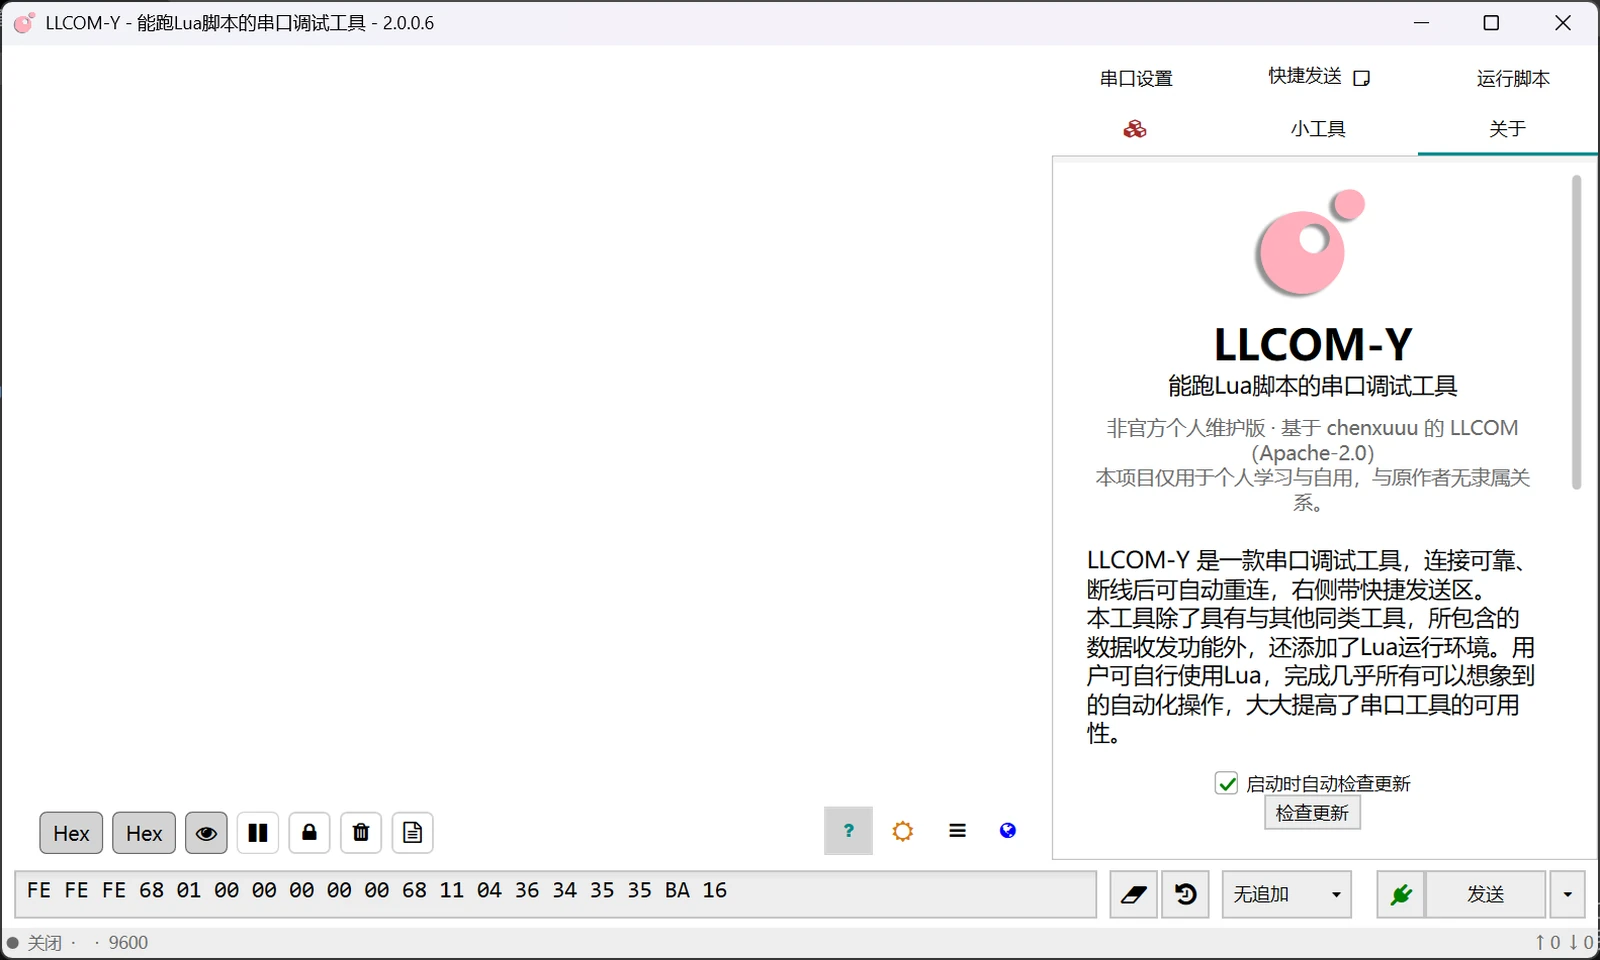 LLCOM-Y - 能跑Lua脚本的串口调试工具 - 2.0.0.6
串口设置
快捷发送
运行脚本
小工具
关于
LLCOM-Y
能跑Lua脚本的串口调试工具
非官方个人维护版 · 基于 chenxuuu 的 LLCOM
(Apache-2.0)
本项目仅用于个人学习与自用，与原作者无隶属关
系。
LLCOM-Y 是一款串口调试工具，连接可靠、
断线后可自动重连，右侧带快捷发送区。
本工具除了具有与其他同类工具，所包含的
数据收发功能外，还添加了Lua运行环境。用
户可自行使用Lua，完成几乎所有可以想象到
的自动化操作，大大提高了串口工具的可用
性。
启动时自动检查更新
检查更新
Hex
Hex
?
FE FE FE 68 01 00 00 00 00 00 68 11 04 36 34 35 35 BA 16
无追加
发送
关闭 · · 9600
↑0 ↓0